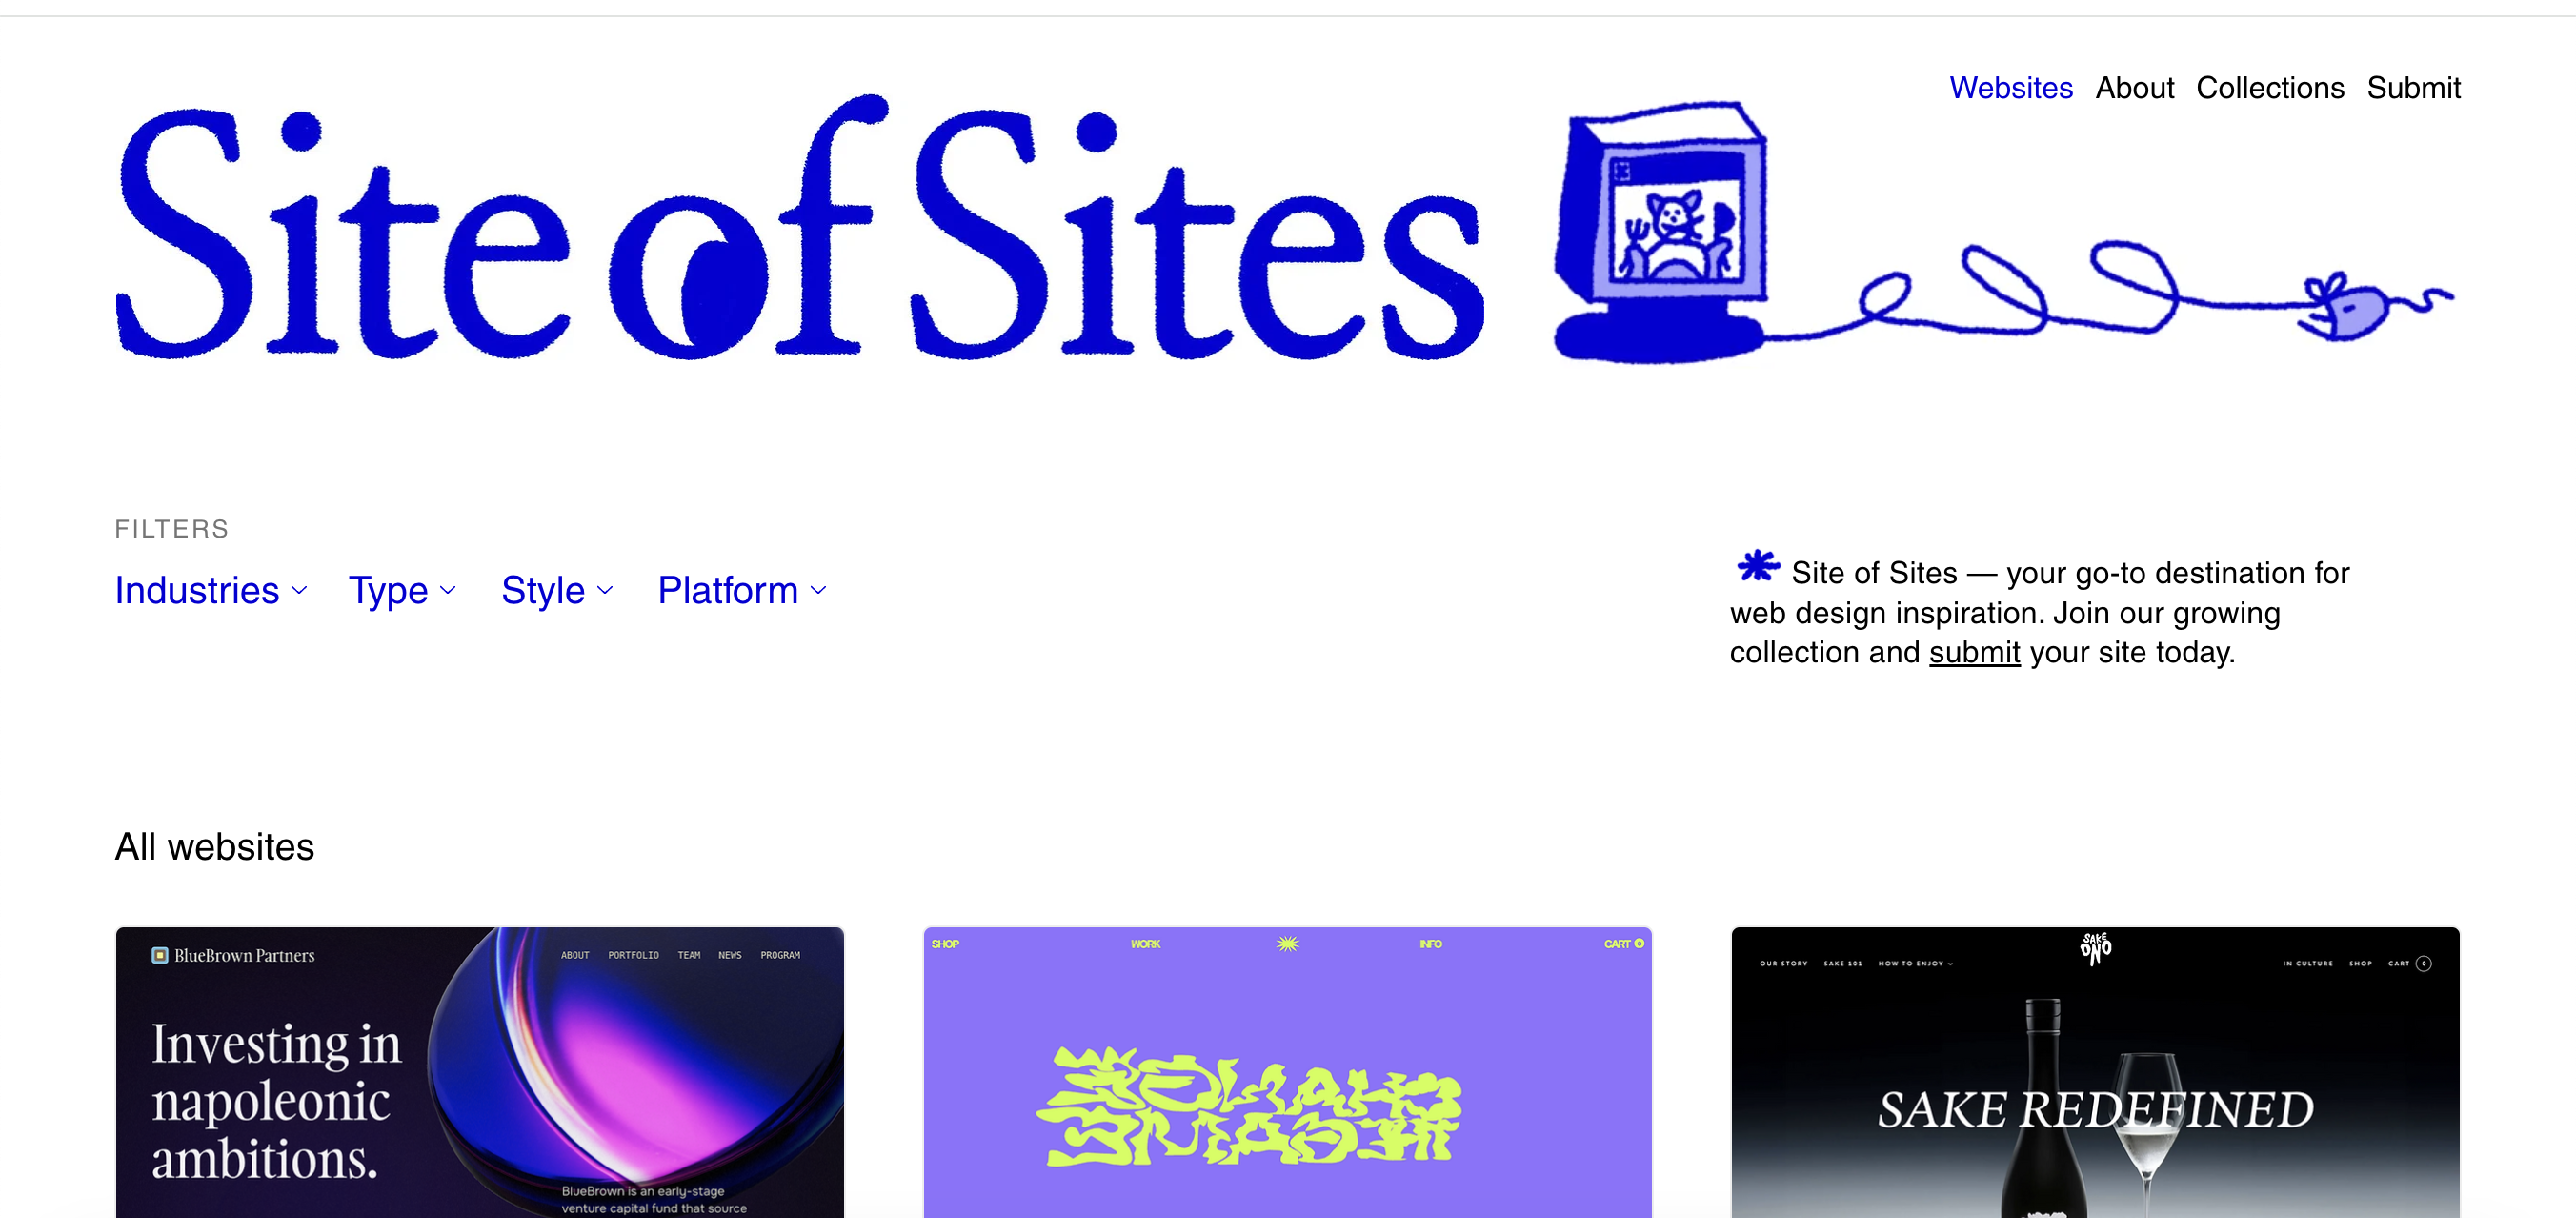 Websites About Collections Submit
Site of Sites
FILTERS
Industries Type Style Platform
Site of Sites — your go-to destination for
web design inspiration. Join our growing
collection and submit your site today.
All websites
BlueBrown Partners
ABOUT PORTFOLIO TEAM NEWS PROGRAM
Investing in
napoleonic
ambitions.
BlueBrown is an early-stage
venture capital fund that source
SHOP WORK INFO CART 0
SAKE
ONO
OUR STORY SAKE 101 HOW TO ENJOY IN CULTURE SHOP CART 0
SAKE REDEFINED